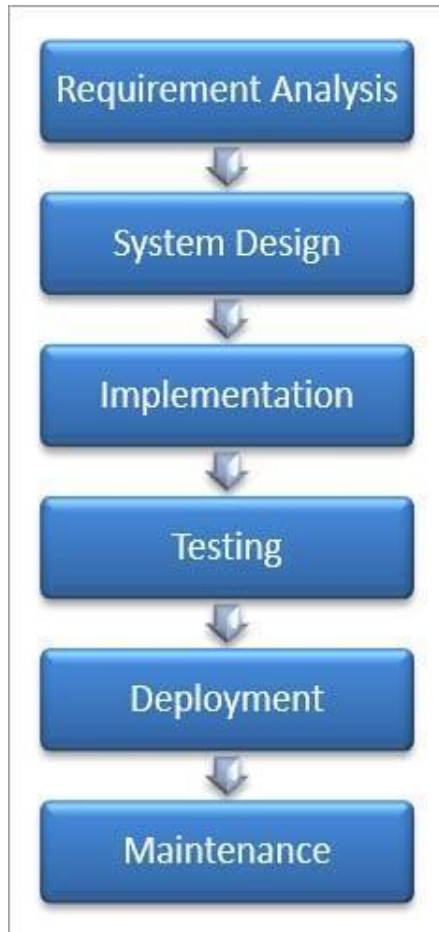 Requirement Analysis
System Design
Implementation
Testing
Deployment
Maintenance